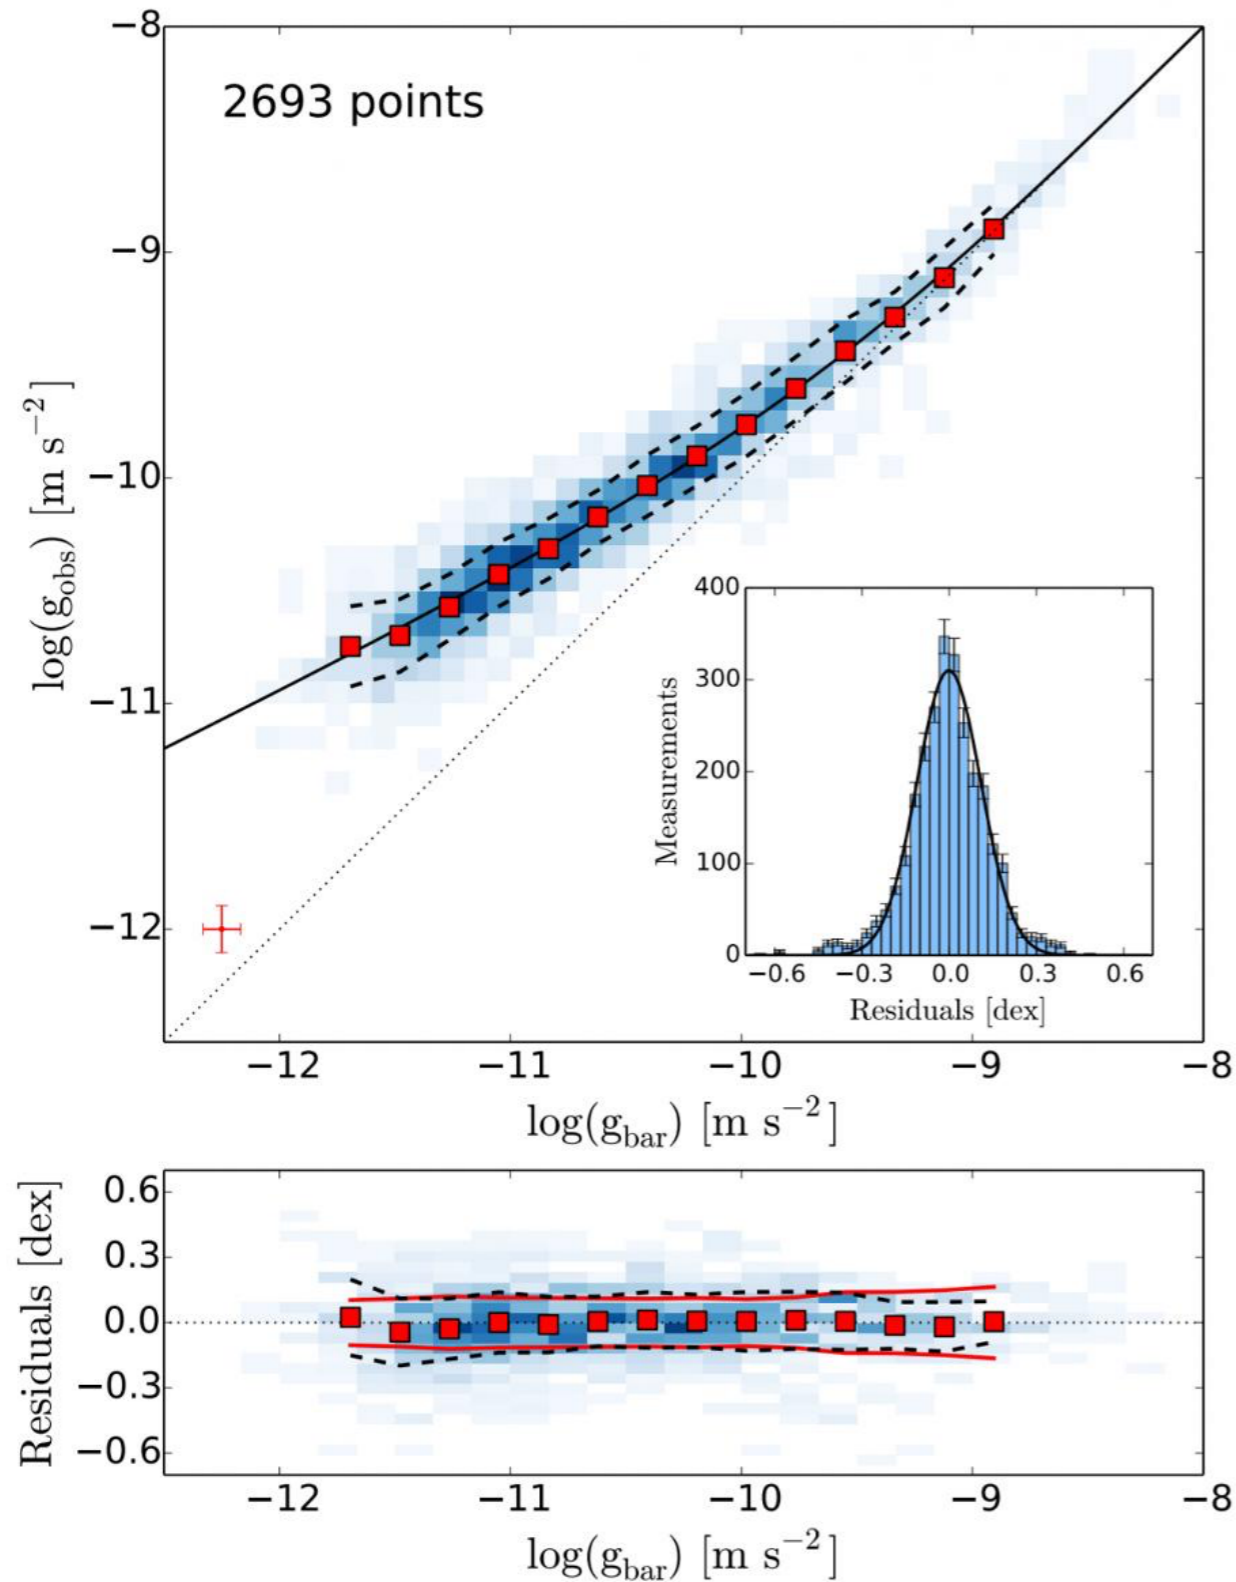 2693 points
log(g_obs) [m s⁻²]
−8
−9
−10
−11
−12
−12 −11 −10 −9 −8
log(g_bar) [m s⁻²]
Measurements
400
300
200
100
0
−0.6 −0.3 0.0 0.3 0.6
Residuals [dex]
Residuals [dex]
0.6
0.3
0.0
−0.3
−0.6
−12 −11 −10 −9 −8
log(g_bar) [m s⁻²]